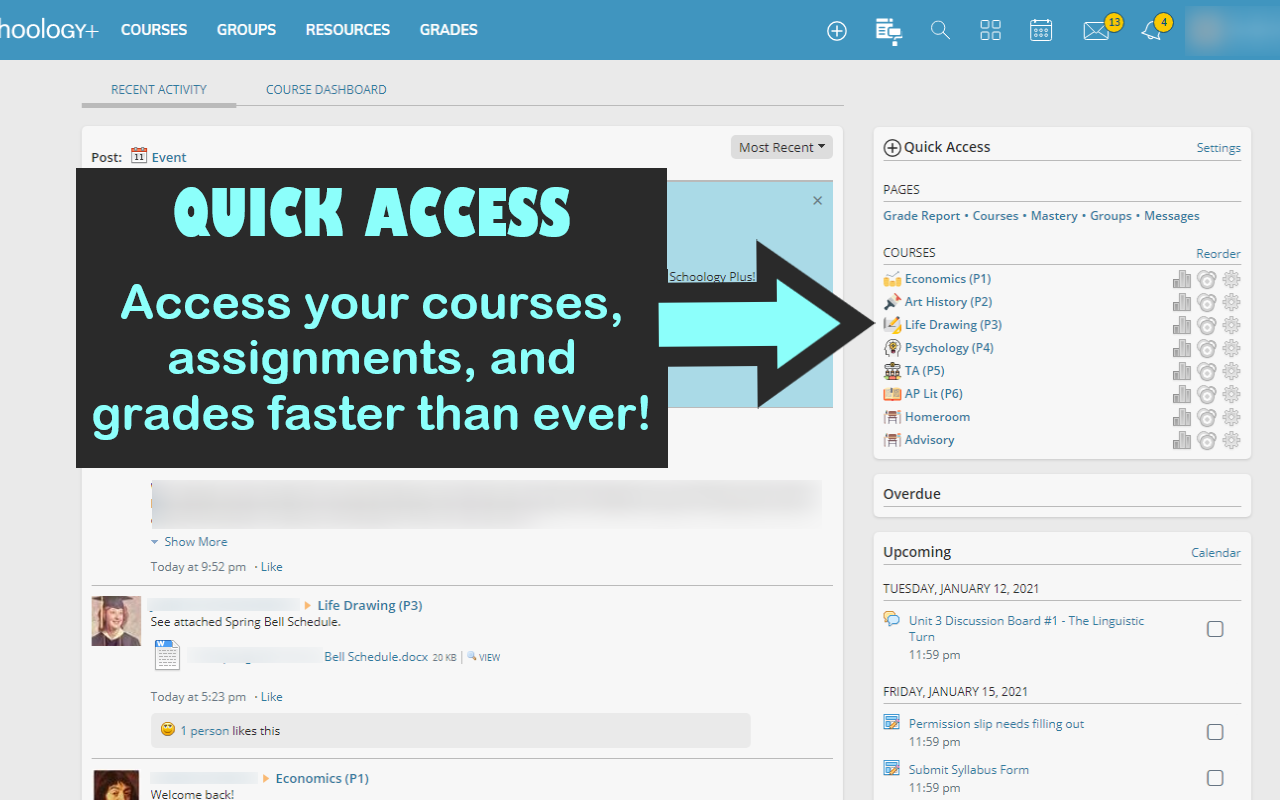 hoology+ COURSES GROUPS RESOURCES GRADES 13 4
RECENT ACTIVITY COURSE DASHBOARD
Post: 11 Event Most Recent
QUICK ACCESS
Access your courses,
assignments, and
grades faster than ever!
Schoology Plus!
Show More
Today at 9:52 pm · Like
Life Drawing (P3)
See attached Spring Bell Schedule.
Bell Schedule.docx 20 KB | VIEW
Today at 5:23 pm · Like
1 person likes this
Economics (P1)
Welcome back!
Quick Access Settings
PAGES
Grade Report • Courses • Mastery • Groups • Messages
COURSES Reorder
Economics (P1)
Art History (P2)
Life Drawing (P3)
Psychology (P4)
TA (P5)
AP Lit (P6)
Homeroom
Advisory
Overdue
Upcoming Calendar
TUESDAY, JANUARY 12, 2021
Unit 3 Discussion Board #1 - The Linguistic
Turn
11:59 pm
FRIDAY, JANUARY 15, 2021
Permission slip needs filling out
11:59 pm
Submit Syllabus Form
11:59 pm